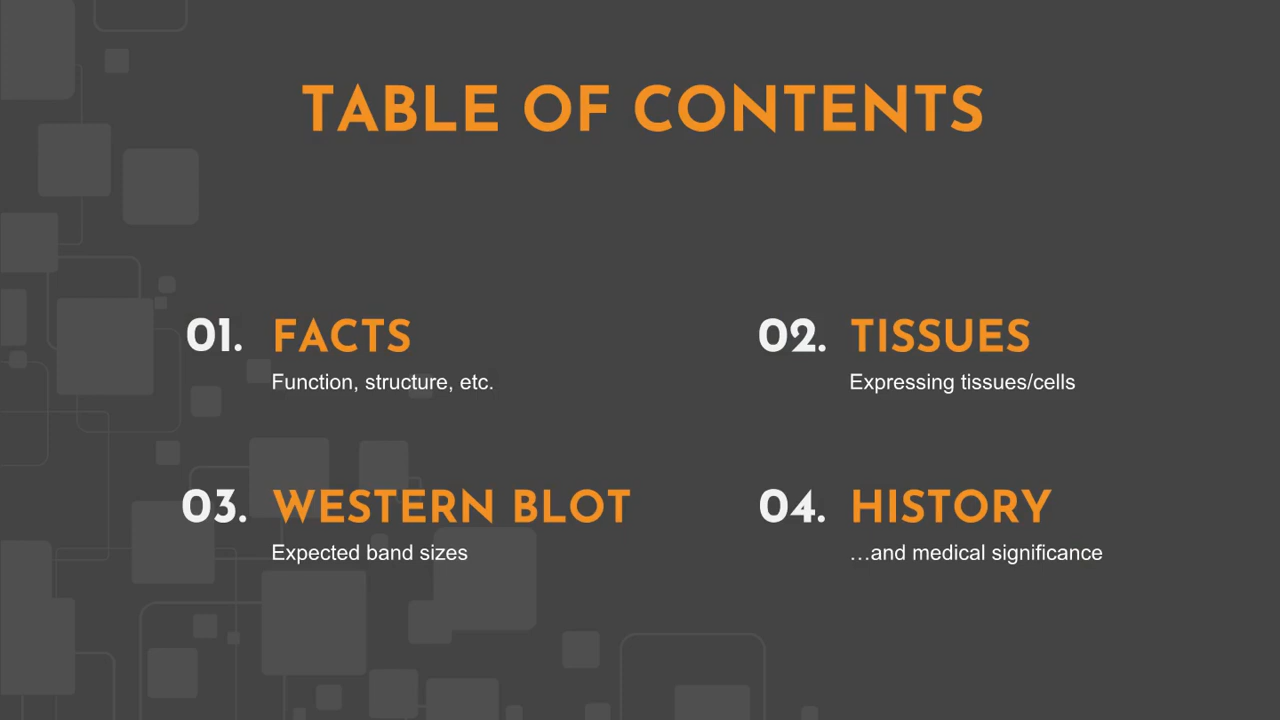 TABLE OF CONTENTS
01. FACTS
Function, structure, etc.
02. TISSUES
Expressing tissues/cells
03. WESTERN BLOT
Expected band sizes
04. HISTORY
…and medical significance